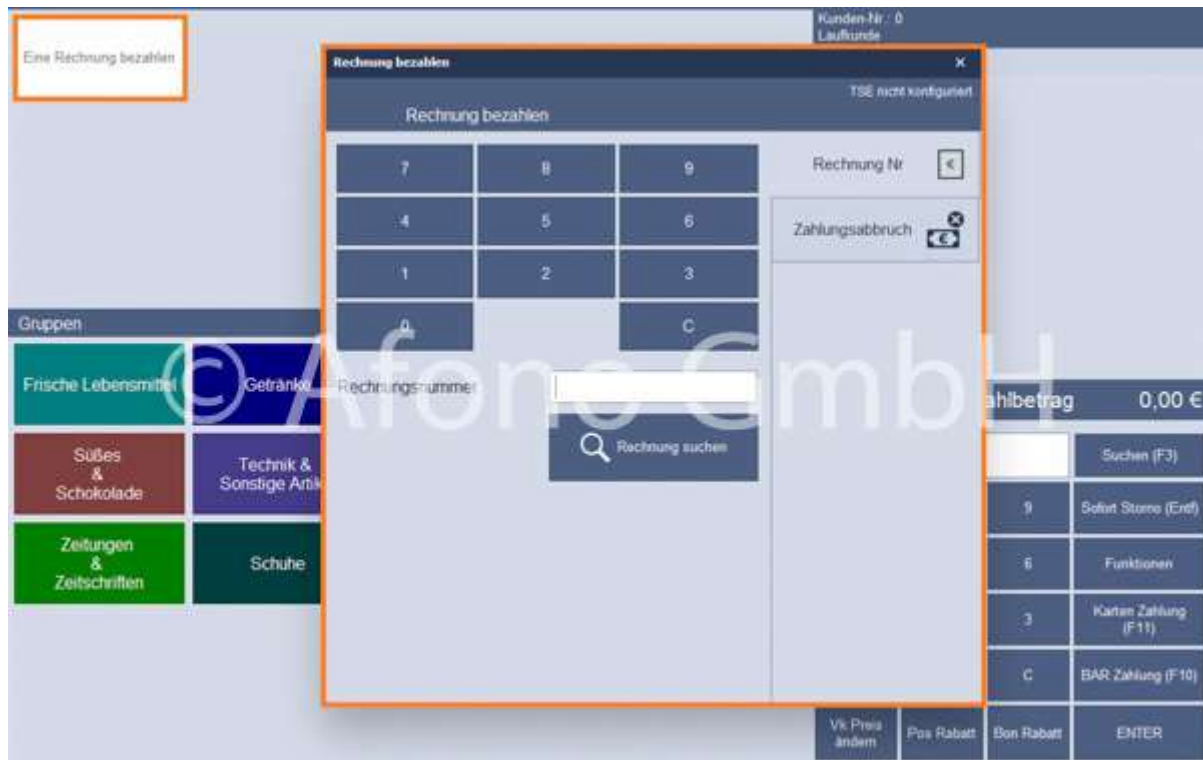 Kunden-Nr.: 0
Laufkunde
Eine Rechnung bezahlen
Rechnung bezahlen
×
TSE nicht konfiguriert
Rechnung bezahlen
7
8
9
Rechnung Nr
€
4
5
6
Zahlungsabbruch
€
1
2
3
0
C
Gruppen
Frische Lebensmittel
Getränke
Rechnungsnummer
Rechnung suchen
Süßes
&
Schokolade
Technik &
Sonstige Artik
Zeitungen
&
Zeitschriften
Schuhe
ahlbetrag
0,00 €
Suchen (F3)
9
Sofort Storno (Entf)
6
Funktionen
3
Karten Zahlung
(F11)
C
BAR Zahlung (F10)
Vk Preis
ändern
Pos Rabatt
Bon Rabatt
ENTER
© Afono GmbH